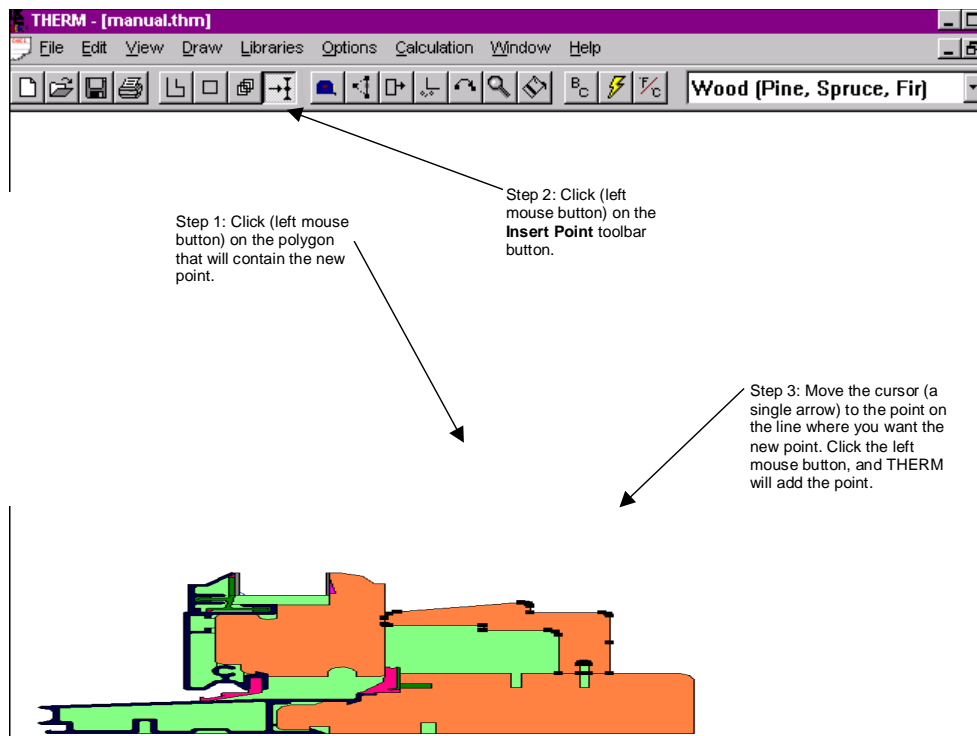 THERM - [manual.thm]
File Edit View Draw Libraries Options Calculation Window Help
B C F/C Wood (Pine, Spruce, Fir)
Step 2: Click (left
mouse button) on the
Insert Point toolbar
button.
Step 1: Click (left mouse
button) on the polygon
that will contain the new
point.
Step 3: Move the cursor (a
single arrow) to the point on
the line where you want the
new point. Click the left
mouse button, and THERM
will add the point.